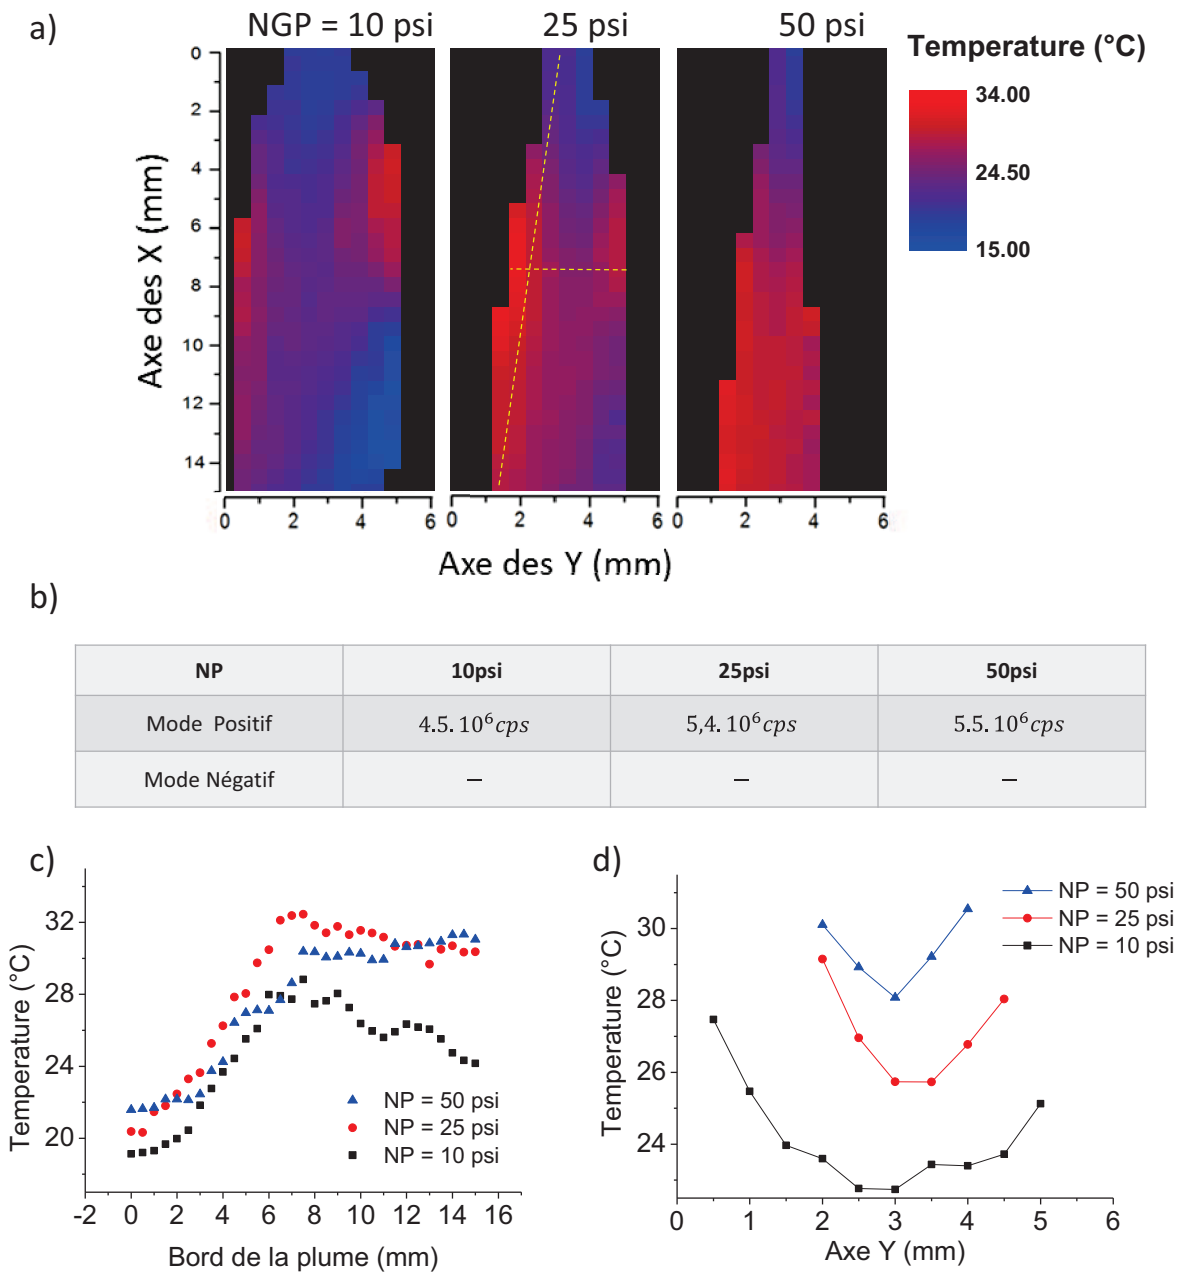 a)
NGP = 10 psi
25 psi
50 psi
Temperature (°C)
34.00
24.50
15.00
Axe des X (mm)
0
2
4
6
8
10
12
14
0 2 4 6
0 2 4 6
0 2 4 6
Axe des Y (mm)
b)
NP 10psi 25psi 50psi
Mode Positif 4.5. 10⁶cps 5,4. 10⁶cps 5.5. 10⁶cps
Mode Négatif – – –
c)
Temperature (°C)
32
28
24
20
NP = 50 psi
NP = 25 psi
NP = 10 psi
-2 0 2 4 6 8 10 12 14 16
Bord de la plume (mm)
d)
Temperature (°C)
30
28
26
24
NP = 50 psi
NP = 25 psi
NP = 10 psi
0 1 2 3 4 5 6
Axe Y (mm)